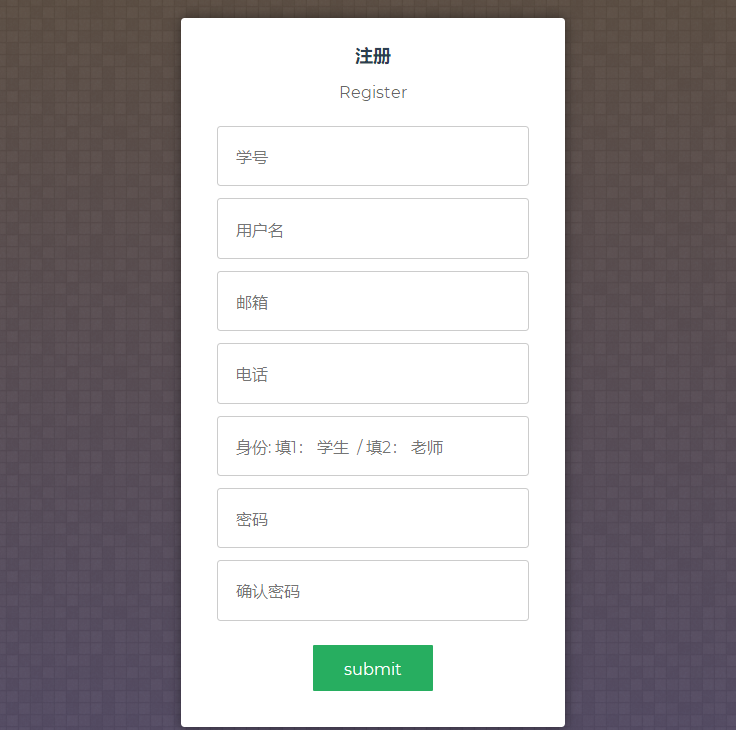 注册
Register
学号
用户名
邮箱
电话
身份: 填1： 学生 / 填2： 老师
密码
确认密码
submit